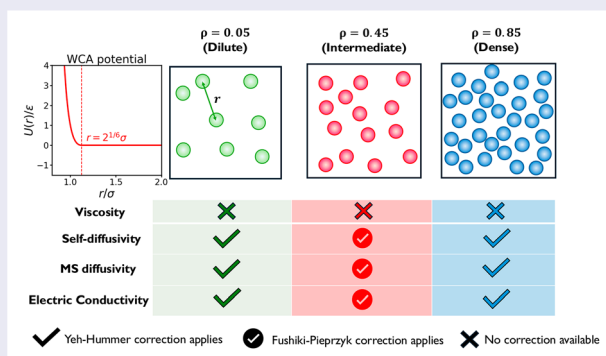 ρ = 0.05
(Dilute)
ρ = 0.45
(Intermediate)
ρ = 0.85
(Dense)
WCA potential
U(r)/ε
4
3
2
1
0
−1
r = 2^{1/6}σ
1.0
1.5
2.0
r/σ
r
Viscosity
Self-diffusivity
MS diffusivity
Electric Conductivity
Yeh-Hummer correction applies
Fushiki-Pieprzyk correction applies
No correction available